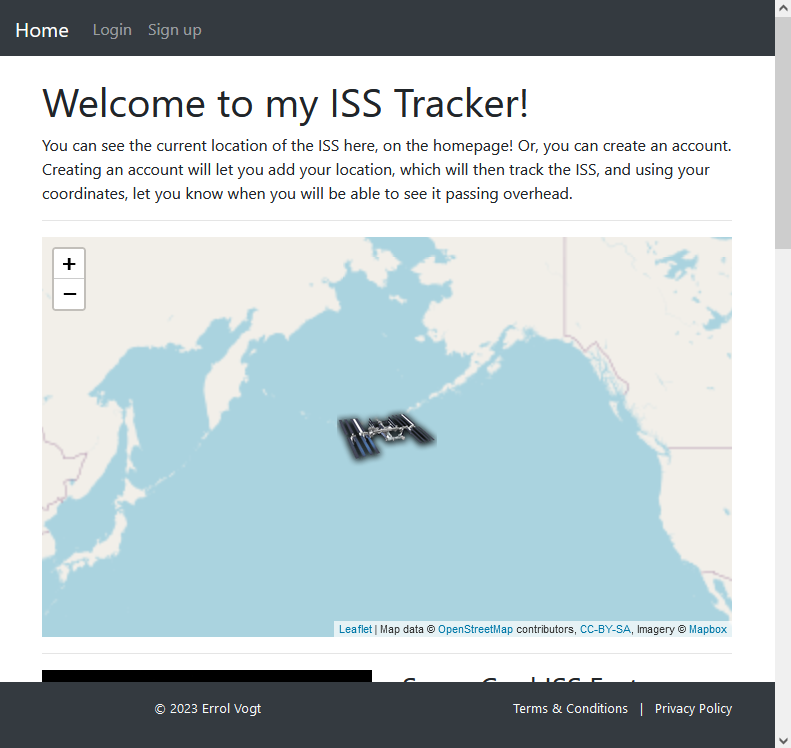 Home Login Sign up
Welcome to my ISS Tracker!
You can see the current location of the ISS here, on the homepage! Or, you can create an account.
Creating an account will let you add your location, which will then track the ISS, and using your
coordinates, let you know when you will be able to see it passing overhead.
+
−
Leaflet | Map data © OpenStreetMap contributors, CC-BY-SA, Imagery © Mapbox
© 2023 Errol Vogt Terms & Conditions | Privacy Policy